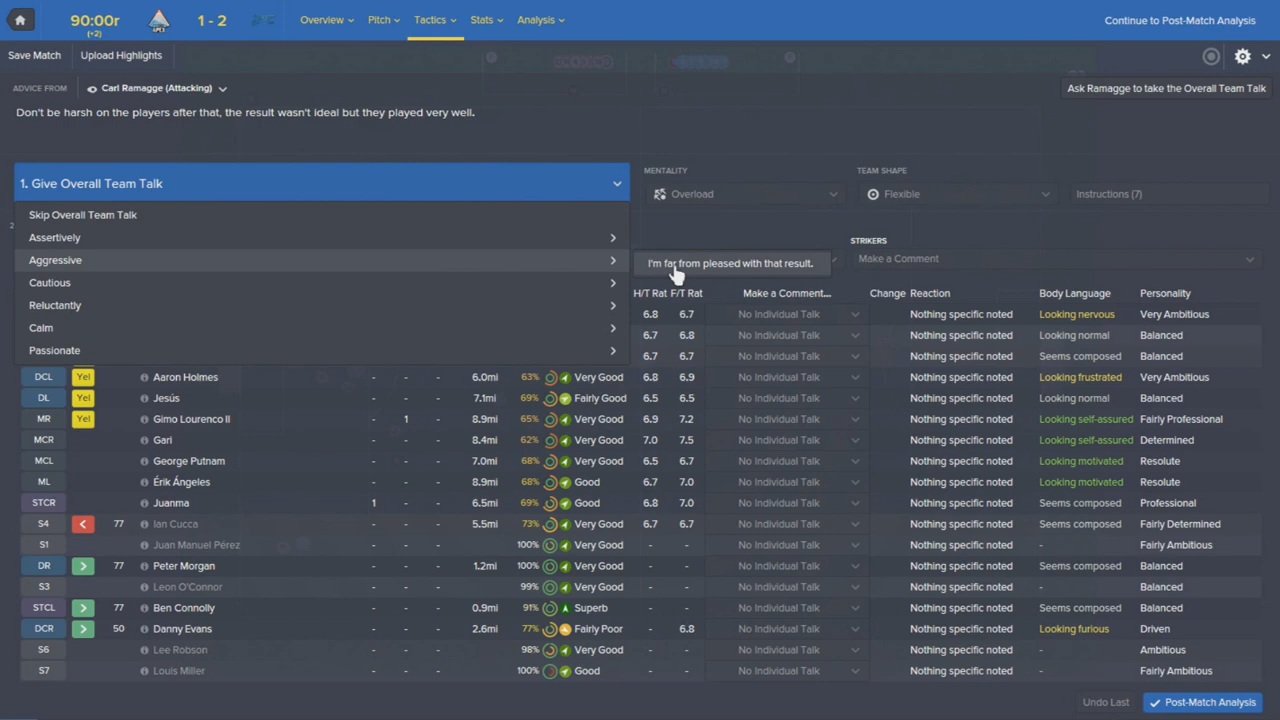 90:00r
(+2)
APEX
1 - 2
Overview
Pitch
Tactics
Stats
Analysis
Continue to Post-Match Analysis
Save Match
Upload Highlights
ADVICE FROM
Carl Ramagge (Attacking)
Ask Ramagge to take the Overall Team Talk
Don't be harsh on the players after that, the result wasn't ideal but they played very well.
1. Give Overall Team Talk
MENTALITY
TEAM SHAPE
Overload
Flexible
Instructions (7)
Skip Overall Team Talk
Assertively
Aggressive
Cautious
Reluctantly
Calm
Passionate
I'm far from pleased with that result.
STRIKERS
Make a Comment
H/T Rat F/T Rat Make a Comment... Change Reaction Body Language Personality
6.8 6.7 No Individual Talk Nothing specific noted Looking nervous Very Ambitious
6.7 6.8 No Individual Talk Nothing specific noted Looking normal Balanced
6.7 6.7 No Individual Talk Nothing specific noted Seems composed Balanced
DCL Yel Aaron Holmes - - - 6.0mi 63% Very Good 6.8 6.9 No Individual Talk Nothing specific noted Looking frustrated Very Ambitious
DL Jesús - - - 7.1mi 69% Fairly Good 6.5 6.5 No Individual Talk Nothing specific noted Looking normal Balanced
MR Yel Gimo Lourenco II - 1 - 8.9mi 65% Very Good 6.9 7.2 No Individual Talk Nothing specific noted Looking self-assured Fairly Professional
MCR Gari - - - 8.4mi 62% Very Good 7.0 7.5 No Individual Talk Nothing specific noted Looking self-assured Determined
MCL George Putnam - - - 7.0mi 68% Very Good 6.5 6.7 No Individual Talk Nothing specific noted Looking motivated Resolute
ML Érik Ángeles - - - 8.9mi 68% Good 6.7 7.0 No Individual Talk Nothing specific noted Looking motivated Resolute
STCR Juanma 1 - - 6.5mi 69% Good 6.8 7.0 No Individual Talk Nothing specific noted Seems composed Professional
S4 77 Ian Cucca - - - 5.5mi 73% Very Good 6.7 6.7 No Individual Talk Nothing specific noted Seems composed Fairly Determined
S1 Juan Manuel Pérez - - - 100% Very Good - - No Individual Talk Nothing specific noted - Fairly Ambitious
DR 77 Peter Morgan - - - 1.2mi 100% Very Good - - No Individual Talk Nothing specific noted Seems composed Balanced
S3 Leon O'Connor - - - 99% Very Good - - No Individual Talk Nothing specific noted - Balanced
STCL 77 Ben Connolly - - - 0.9mi 91% Superb - - No Individual Talk Nothing specific noted Seems composed Balanced
DCR 50 Danny Evans - - - 2.6mi 77% Fairly Poor - 6.8 No Individual Talk Nothing specific noted Looking furious Driven
S6 Lee Robson - - - 98% Very Good - - No Individual Talk Nothing specific noted - Ambitious
S7 Louis Miller - - - 100% Good - - No Individual Talk Nothing specific noted - Fairly Ambitious
Undo Last
Post-Match Analysis